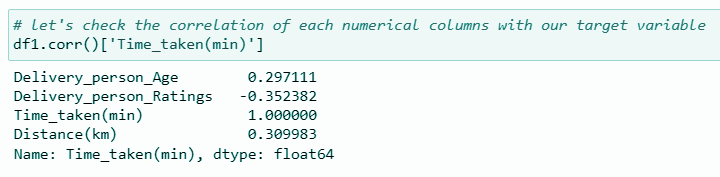 # let's check the correlation of each numerical columns with our target variable
df1.corr()['Time_taken(min)']
Delivery_person_Age 0.297111
Delivery_person_Ratings -0.352382
Time_taken(min) 1.000000
Distance(km) 0.309983
Name: Time_taken(min), dtype: float64